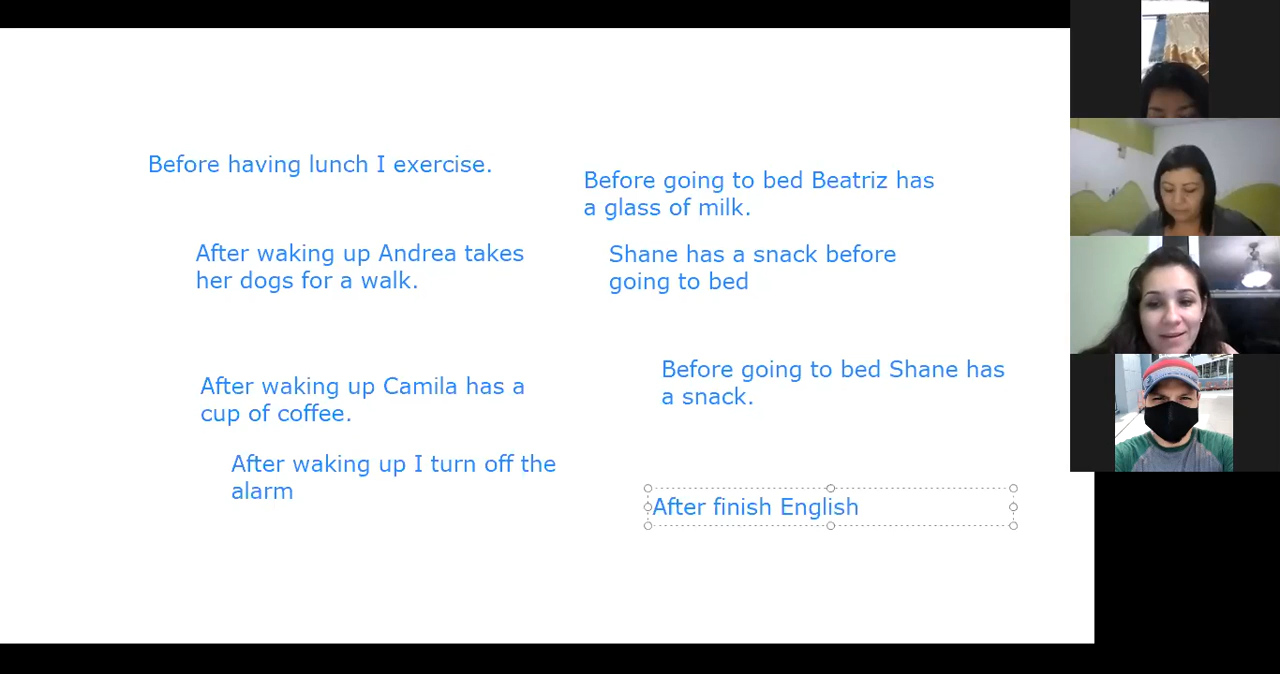 Before having lunch I exercise.
After waking up Andrea takes
her dogs for a walk.
After waking up Camila has a
cup of coffee.
After waking up I turn off the
alarm
Before going to bed Beatriz has
a glass of milk.
Shane has a snack before
going to bed
Before going to bed Shane has
a snack.
After finish English